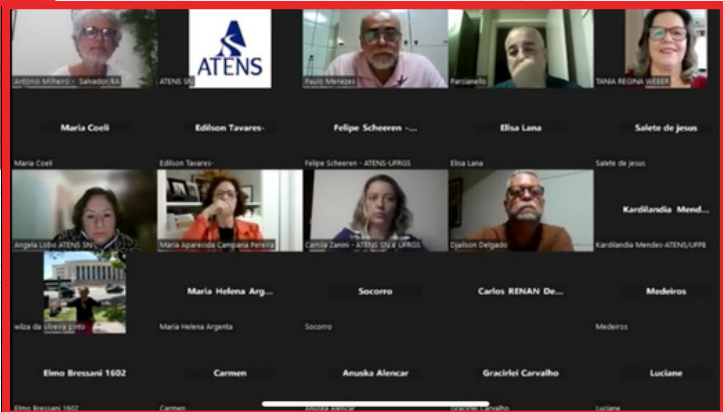 ATENS
Antônio Milheiro - Salvador/BA
ATENS SN
Paulo Menezes
Parcianello
TANIA REGINA WEBER
Maria Coeli
Edilson Tavares-
Felipe Scheeren -...
Elisa Lana
Salete de jesus
Maria Coeli
Edilson Tavares-
Felipe Scheeren - ATENS-UFRGS
Elisa Lana
Salete de jesus
Kardilandia Mend...
Angela Lobo ATENS SN
Maria Aparecida Campana Pereira
Camila Zanini - ATENS SN e UFRGS
Djailson Delgado
Kardilandia Mendes-ATENS/UFPB
Maria Helena Arg...
Socorro
Carlos RENAN De...
Medeiros
wilza da silveira pinto
Maria Helena Argenta
Socorro
Medeiros
Elmo Bressani 1602
Carmen
Anuska Alencar
Gracirlei Carvalho
Luciane
Elmo Bressani 1602
Carmen
Anuska Alencar
Gracirlei Carvalho
Luciane